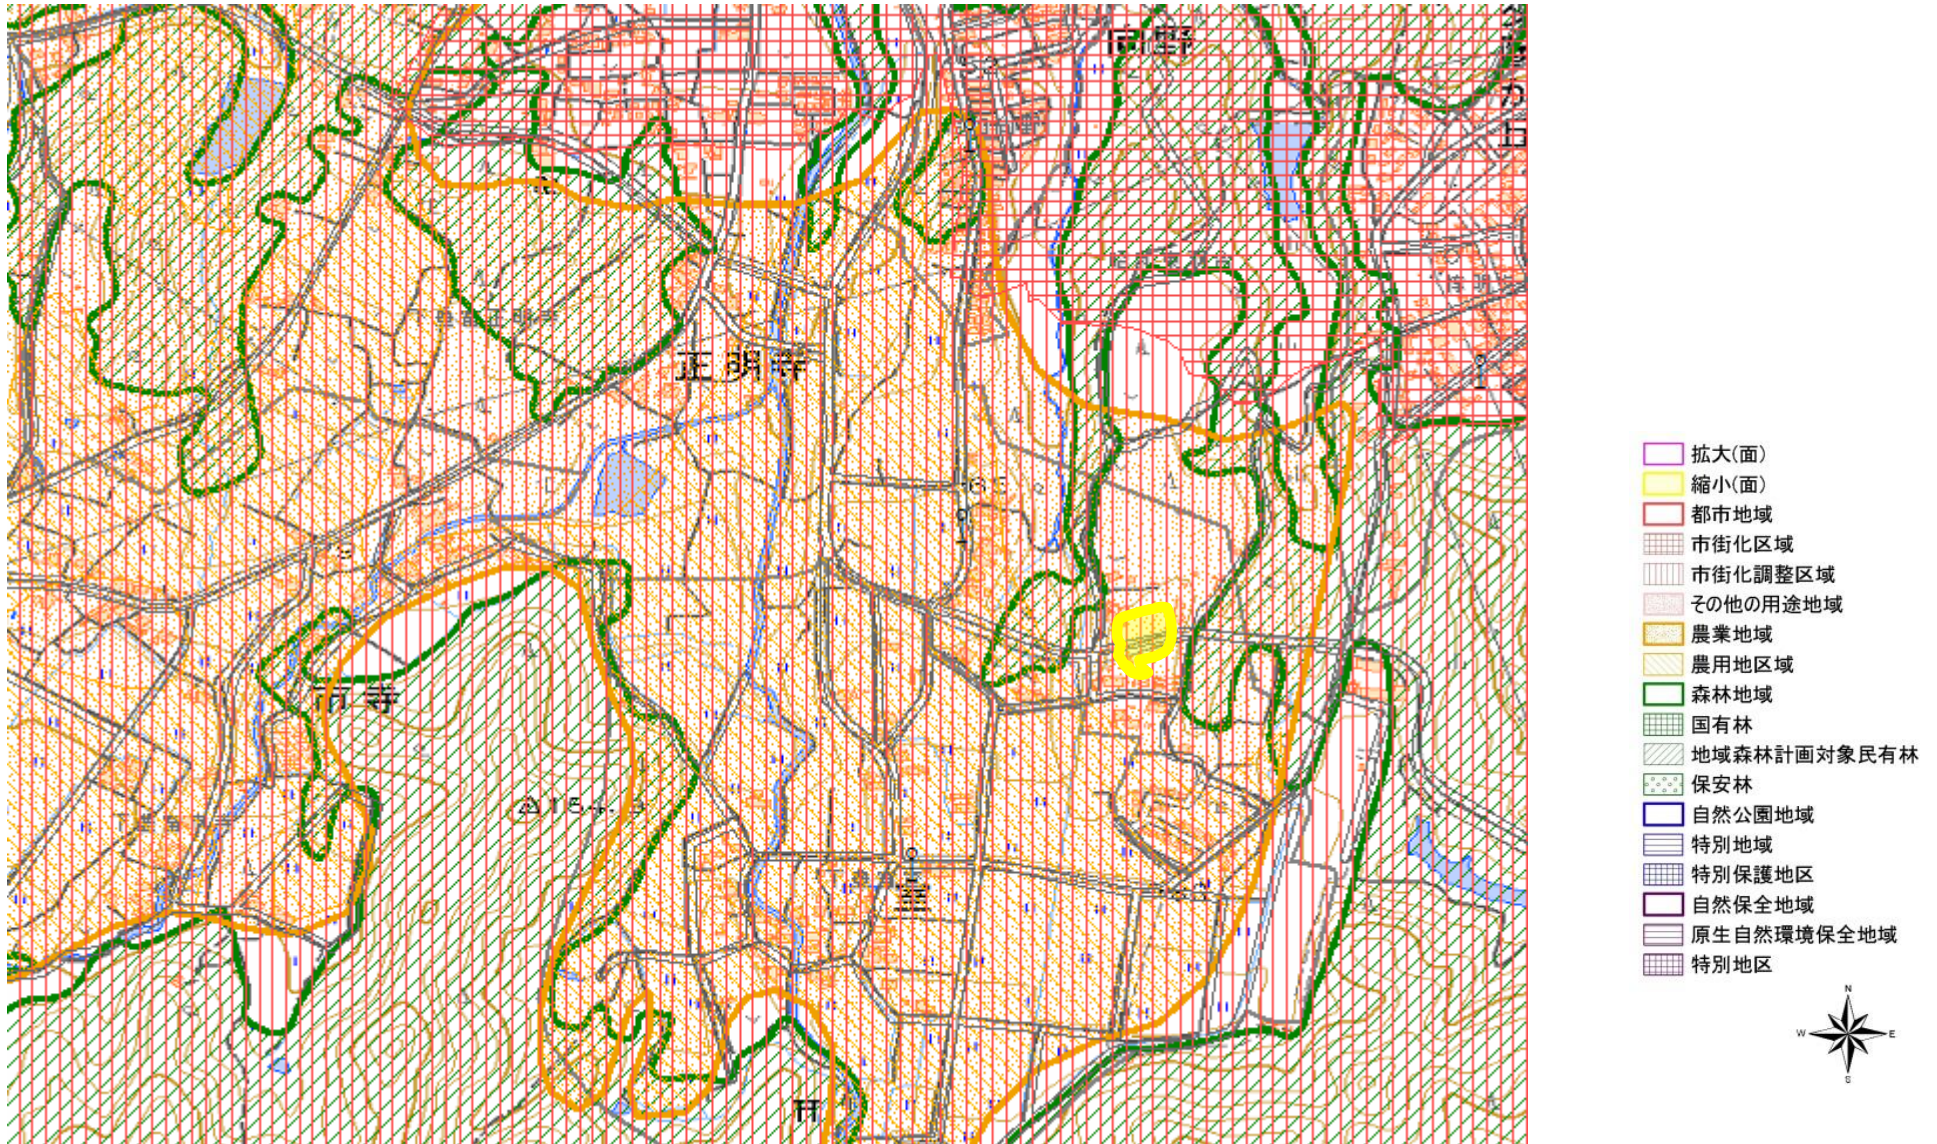 正明寺
市寺
室
拡大(面)
縮小(面)
都市地域
市街化区域
市街化調整区域
その他の用途地域
農業地域
農用地区域
森林地域
国有林
地域森林計画対象民有林
保安林
自然公園地域
特別地域
特別保護地区
自然保全地域
原生自然環境保全地域
特別地区
N
W
E
S